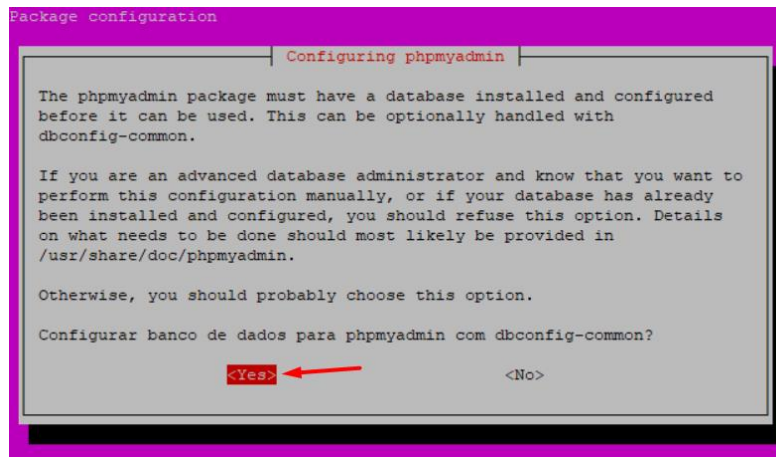 Package configuration
Configuring phpmyadmin
The phpmyadmin package must have a database installed and configured
before it can be used. This can be optionally handled with
dbconfig-common.
If you are an advanced database administrator and know that you want to
perform this configuration manually, or if your database has already
been installed and configured, you should refuse this option. Details
on what needs to be done should most likely be provided in
/usr/share/doc/phpmyadmin.
Otherwise, you should probably choose this option.
Configurar banco de dados para phpmyadmin com dbconfig-common?
<Yes> <No>